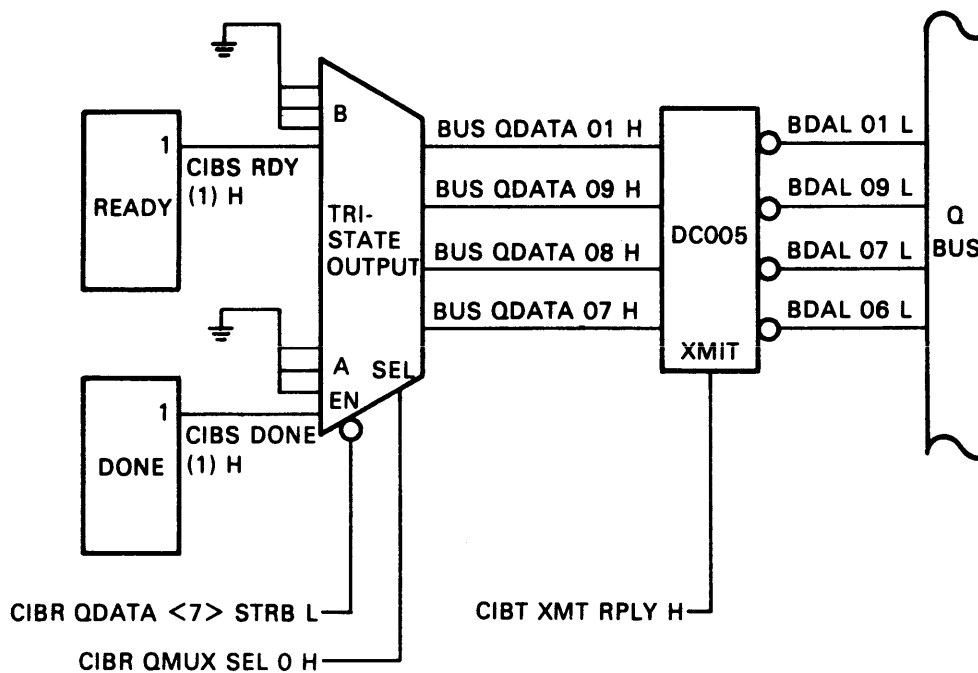 B
1
CIBS RDY
(1) H
READY
TRI-
STATE
OUTPUT
BUS QDATA 01 H
BUS QDATA 09 H
BUS QDATA 08 H
BUS QDATA 07 H
DC005
XMiT
BDAL 01 L
BDAL 09 L
BDAL 07 L
BDAL 06 L
Q
BUS
A
SEL
EN
1
CIBS DONE
(1) H
DONE
CIBR QDATA <7> STRB L
CIBR QMUX SEL 0 H
CIBT XMT RPLY H